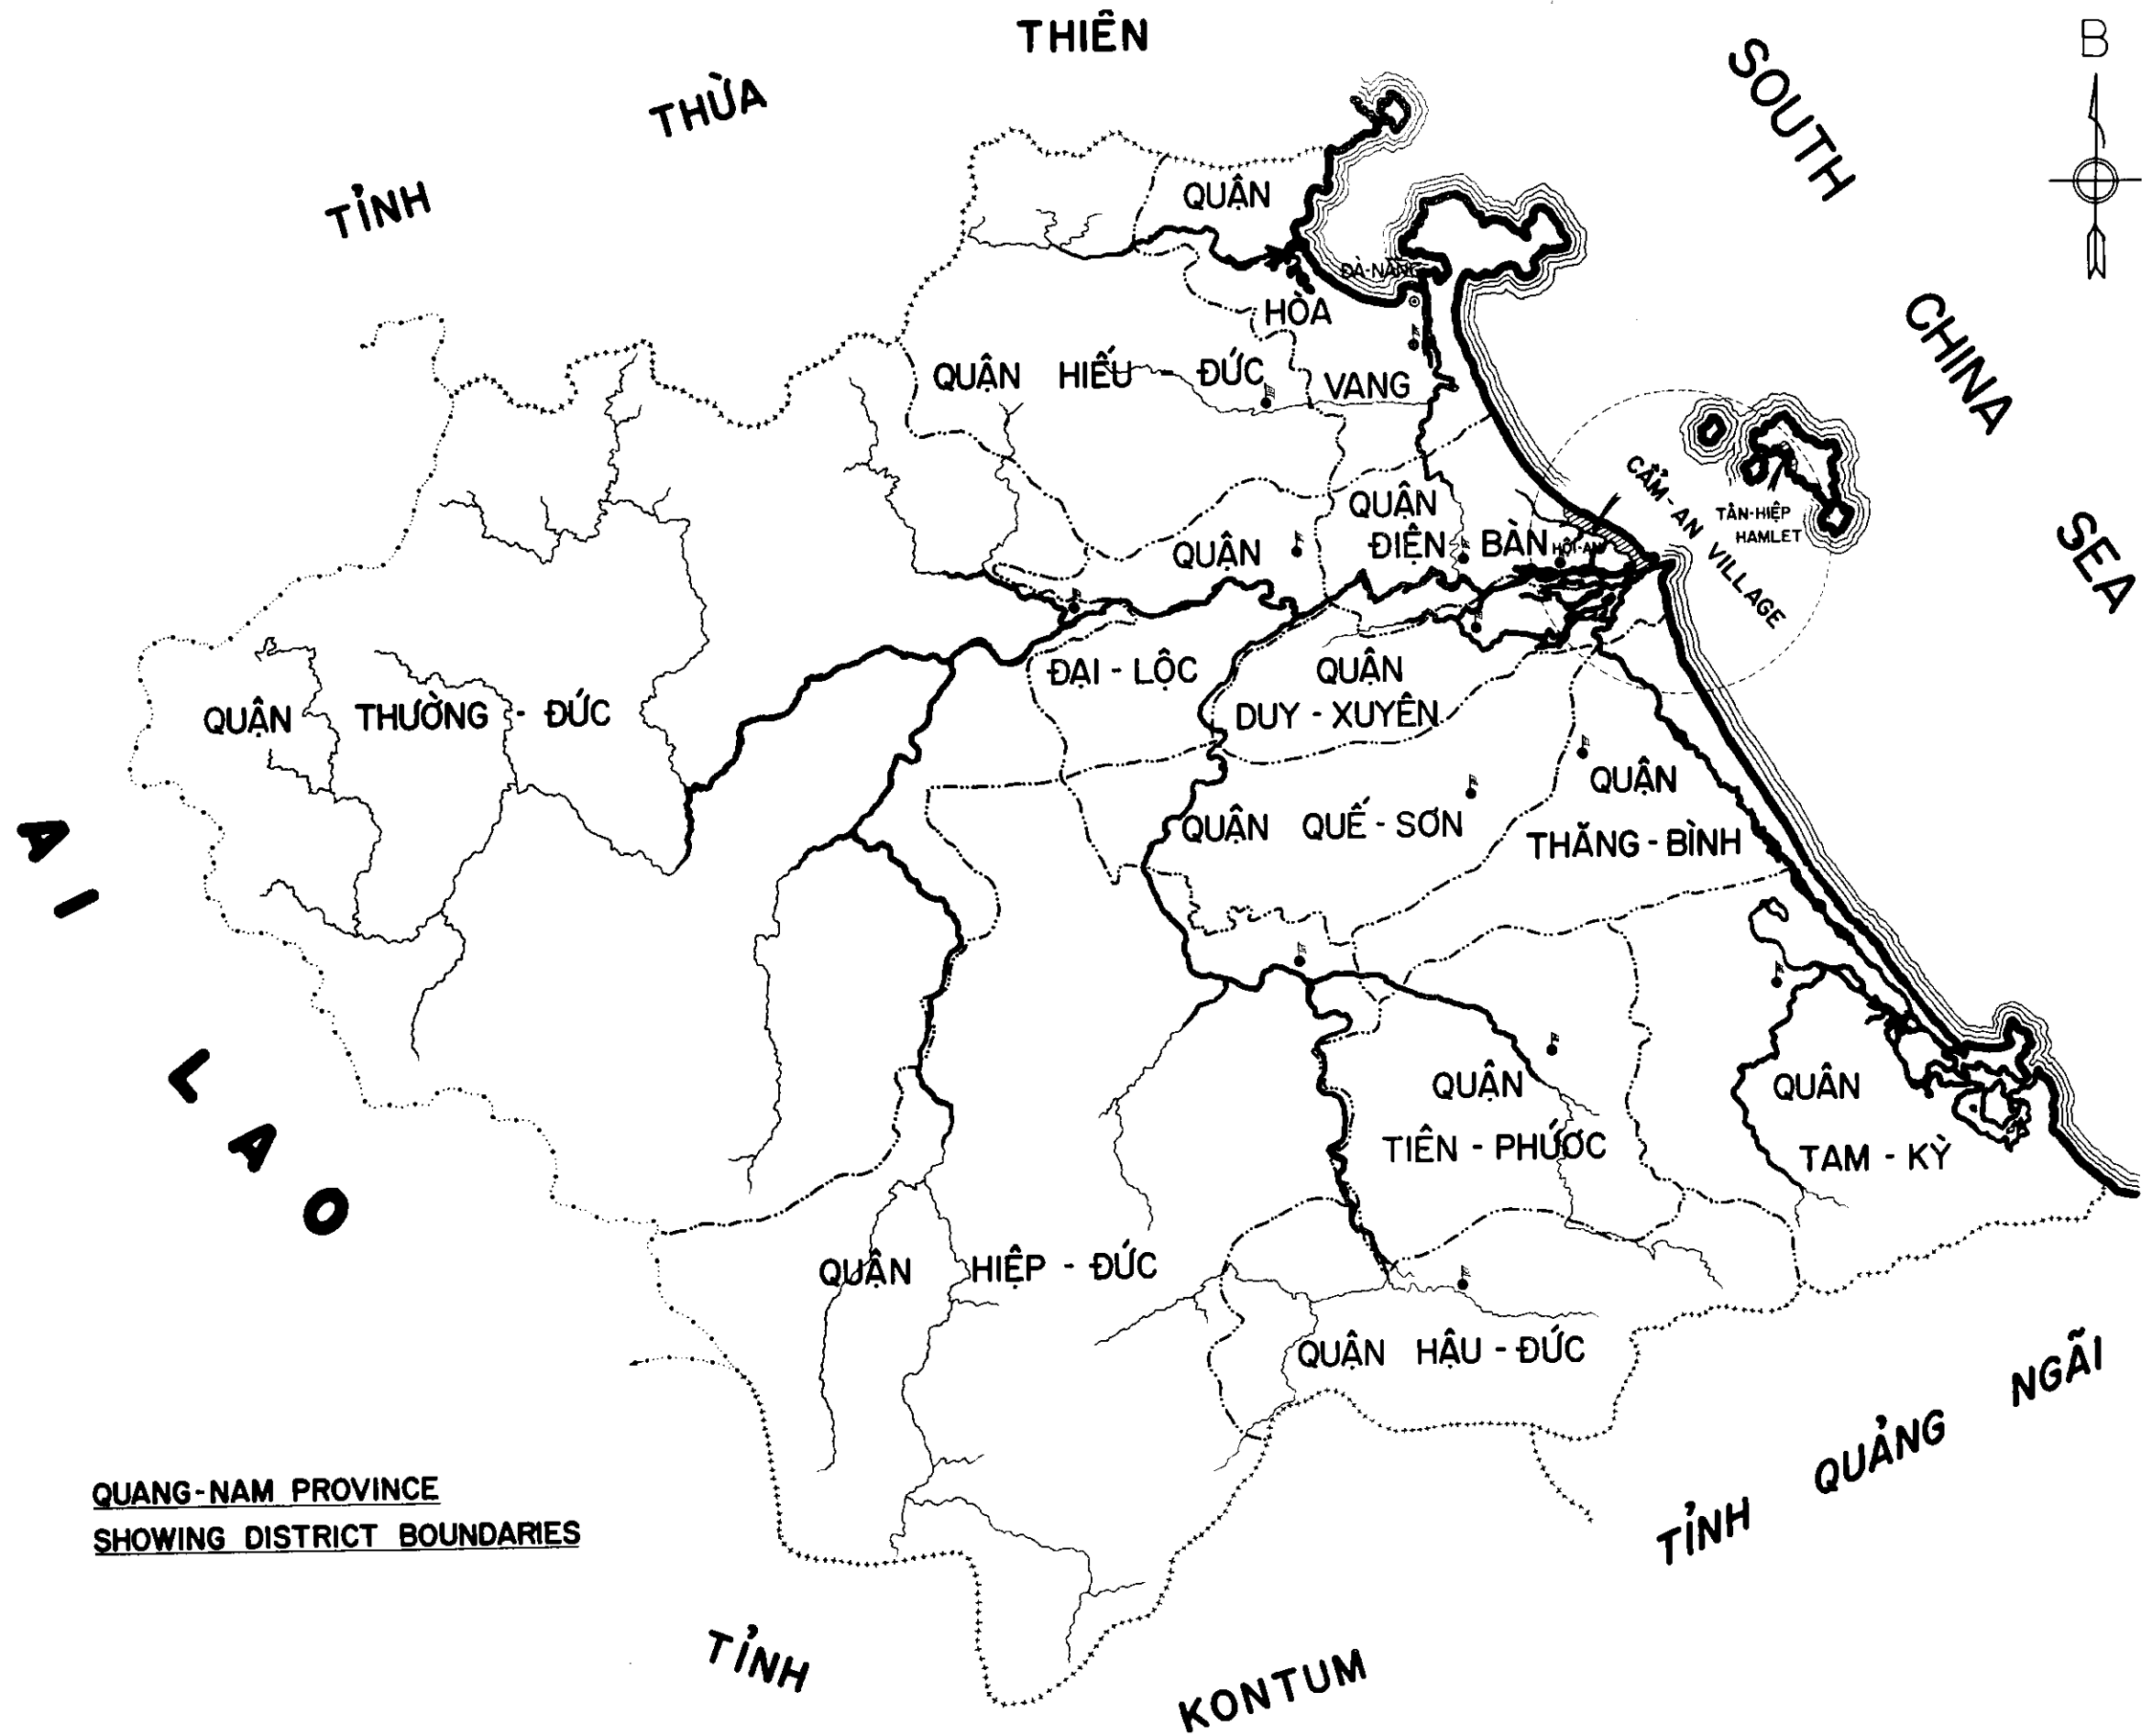 THIÊN
THỪA
TỈNH
SOUTH
CHINA
SEA
B
QUẬN
HÒA
VANG
ĐÀ-NẴNG
QUẬN HIẾU - ĐỨC
CẨM-AN VILLAGE
TÂN-HIỆP
HAMLET
QUẬN
ĐIỆN BÀN
HỘI-AN
QUẬN
ĐẠI - LỘC
QUẬN
DUY - XUYÊN
QUẬN THƯỜNG - ĐỨC
QUẬN QUẾ - SƠN
QUẬN
THĂNG - BÌNH
AI LAO
QUẬN
TIÊN - PHƯỚC
QUÂN
TAM - KỲ
QUẬN HIỆP - ĐỨC
QUẬN HẬU - ĐỨC
TỈNH QUẢNG NGÃI
QUANG-NAM PROVINCE
SHOWING DISTRICT BOUNDARIES
TỈNH KONTUM